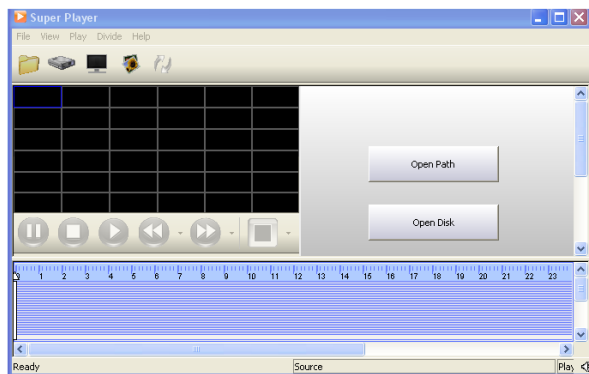 Super Player
File View Play Divide Help
Open Path
Open Disk
0 1 2 3 4 5 6 7 8 9 10 11 12 13 14 15 16 17 18 19 20 21 22 23
Ready Source Play